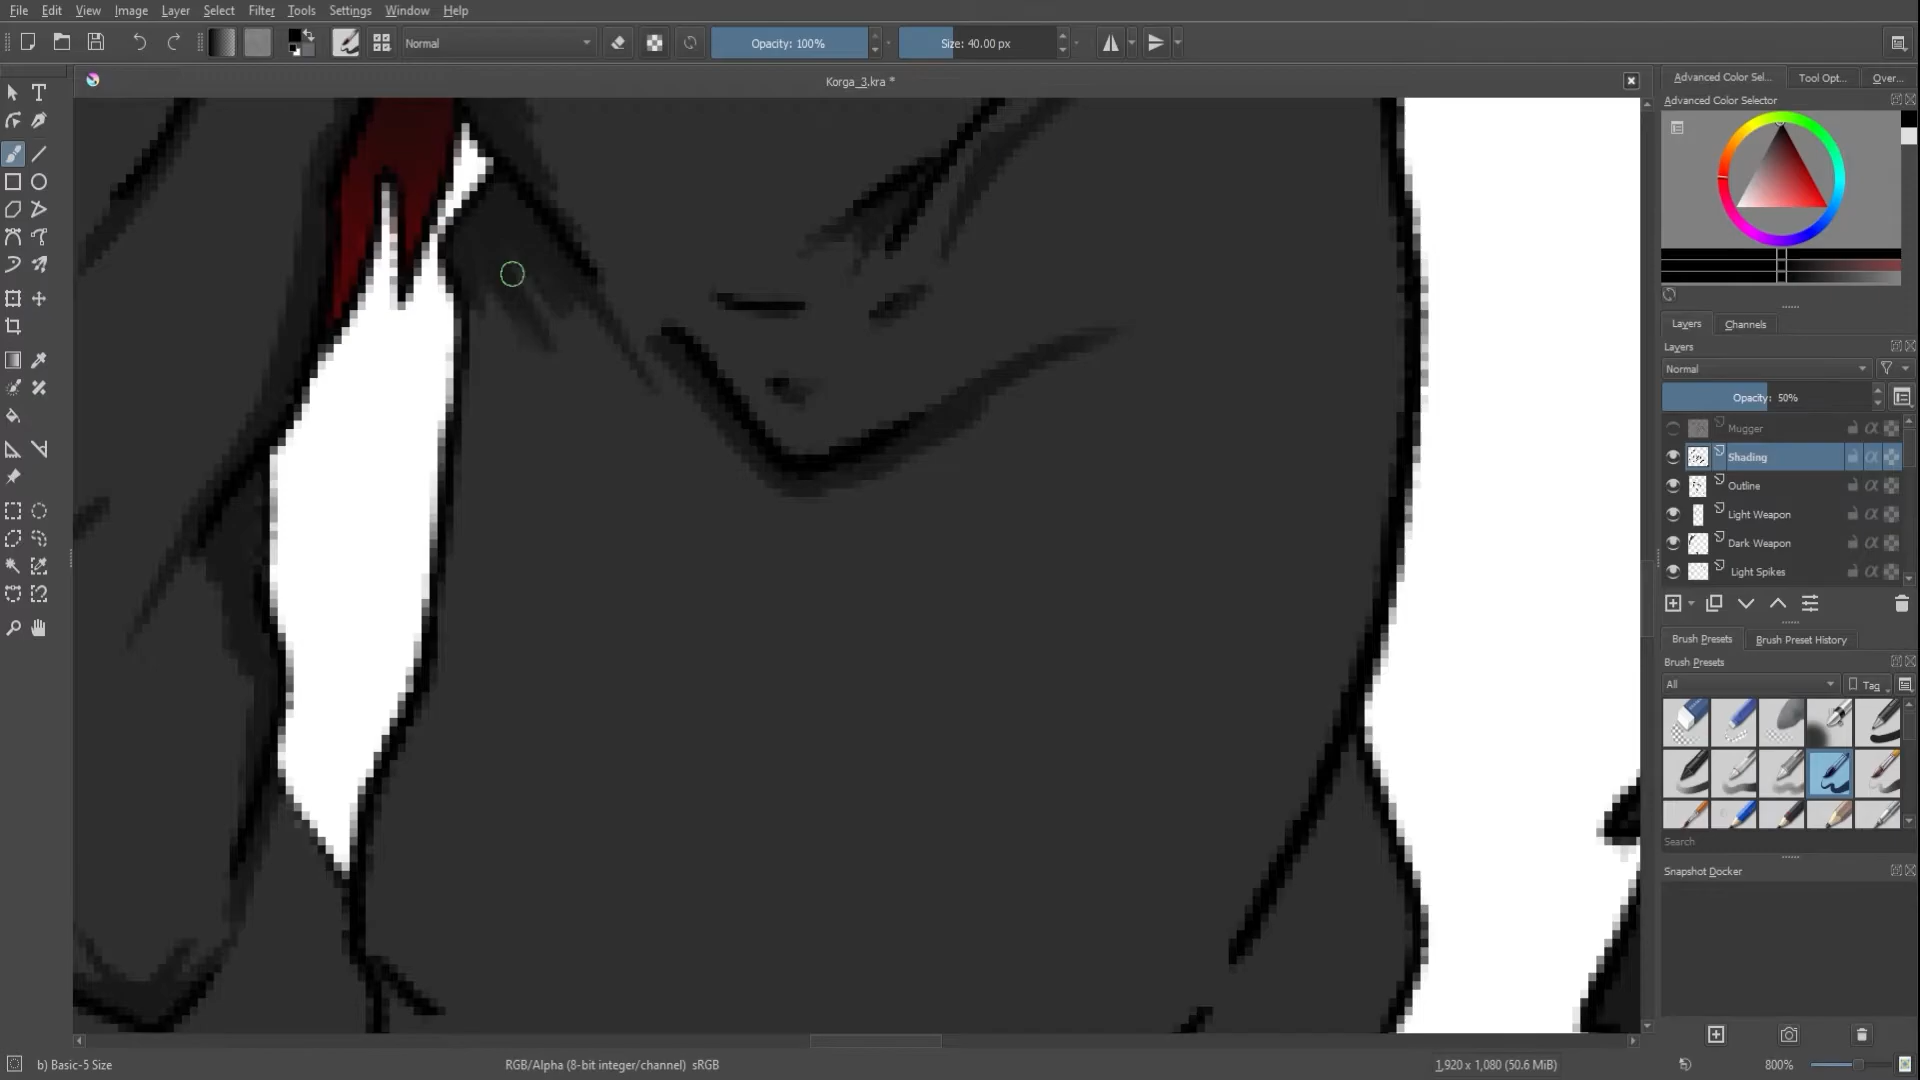 File Edit View Image Layer Select Filter Tools Settings Window Help
Normal
Opacity: 100%
Size: 40.00 px
Korga_3.kra *
Advanced Color Sel... Tool Opt... Over...
Advanced Color Selector
Layers Channels
Layers
Normal
Opacity: 50%
Mugger
Shading
Outline
Light Weapon
Dark Weapon
Light Spikes
Brush Presets Brush Preset History
Brush Presets
All Tag
Search
Snapshot Docker
b) Basic-5 Size RGB/Alpha (8-bit integer/channel) sRGB 1,920 x 1,080 (50.6 MiB) 800%